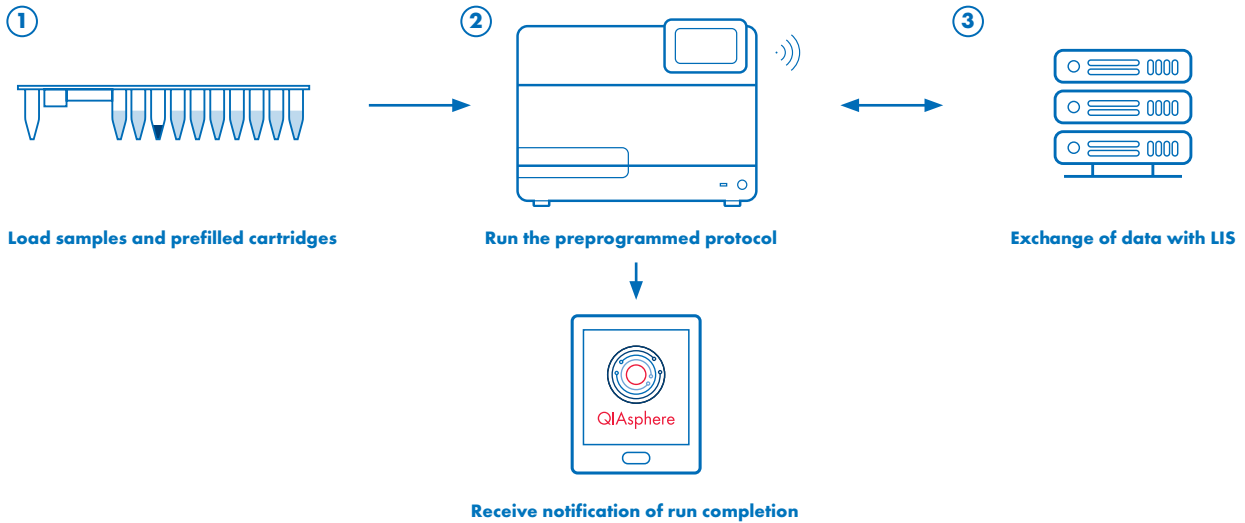 1
2
3
Load samples and prefilled cartridges
Run the preprogrammed protocol
Exchange of data with LIS
QIAsphere
Receive notification of run completion